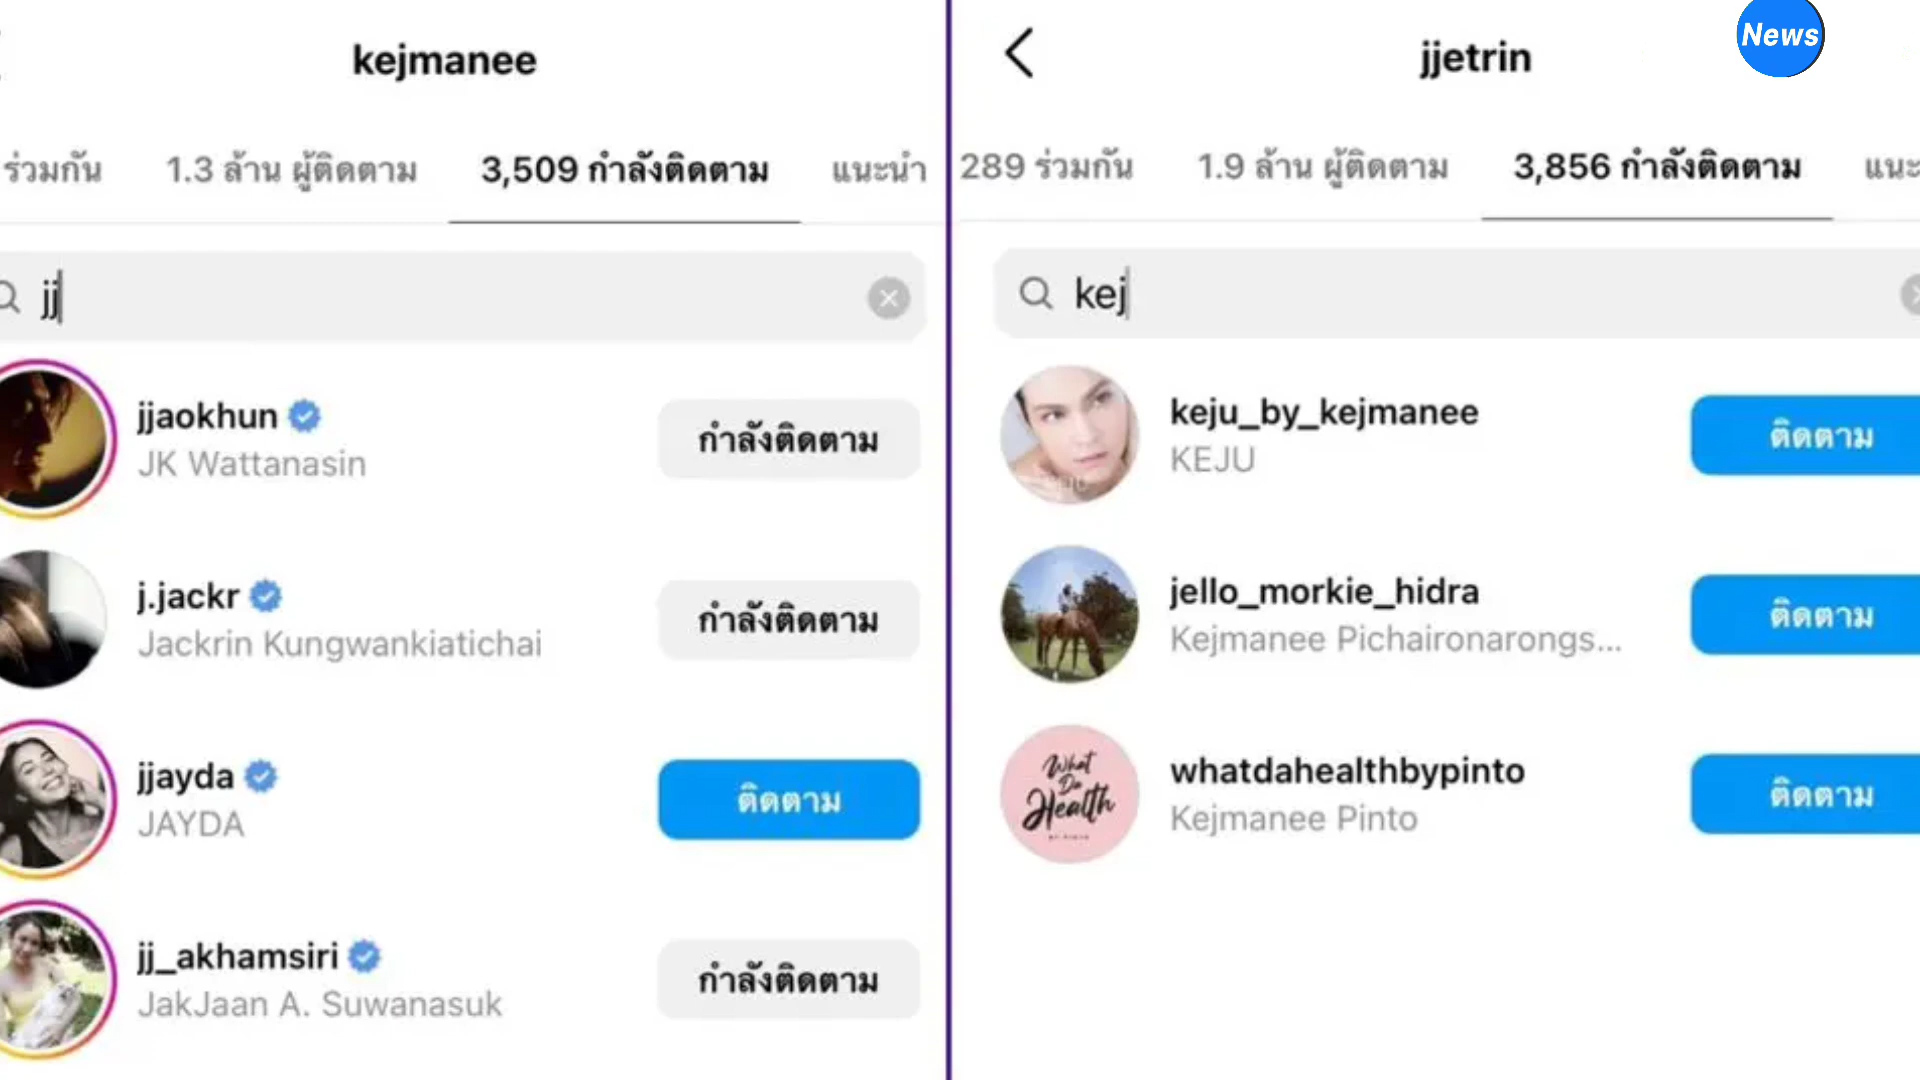 kejmanee
ร่วมกัน 1.3 ล้าน ผู้ติดตาม 3,509 กำลังติดตาม แนะนำ
jj
jjaokhun
JK Wattanasin
กำลังติดตาม
j.jackr
Jackrin Kungwankiatichai
กำลังติดตาม
jjayda
JAYDA
ติดตาม
jj_akhamsiri
JakJaan A. Suwanasuk
กำลังติดตาม
jjetrin
News
289 ร่วมกัน 1.9 ล้าน ผู้ติดตาม 3,856 กำลังติดตาม แนะ
kej
keju_by_kejmanee
KEJU
ติดตาม
jello_morkie_hidra
Kejmanee Pichaironarongs...
ติดตาม
What
Da
Health
BY PINTO
whatdahealthbypinto
Kejmanee Pinto
ติดตาม